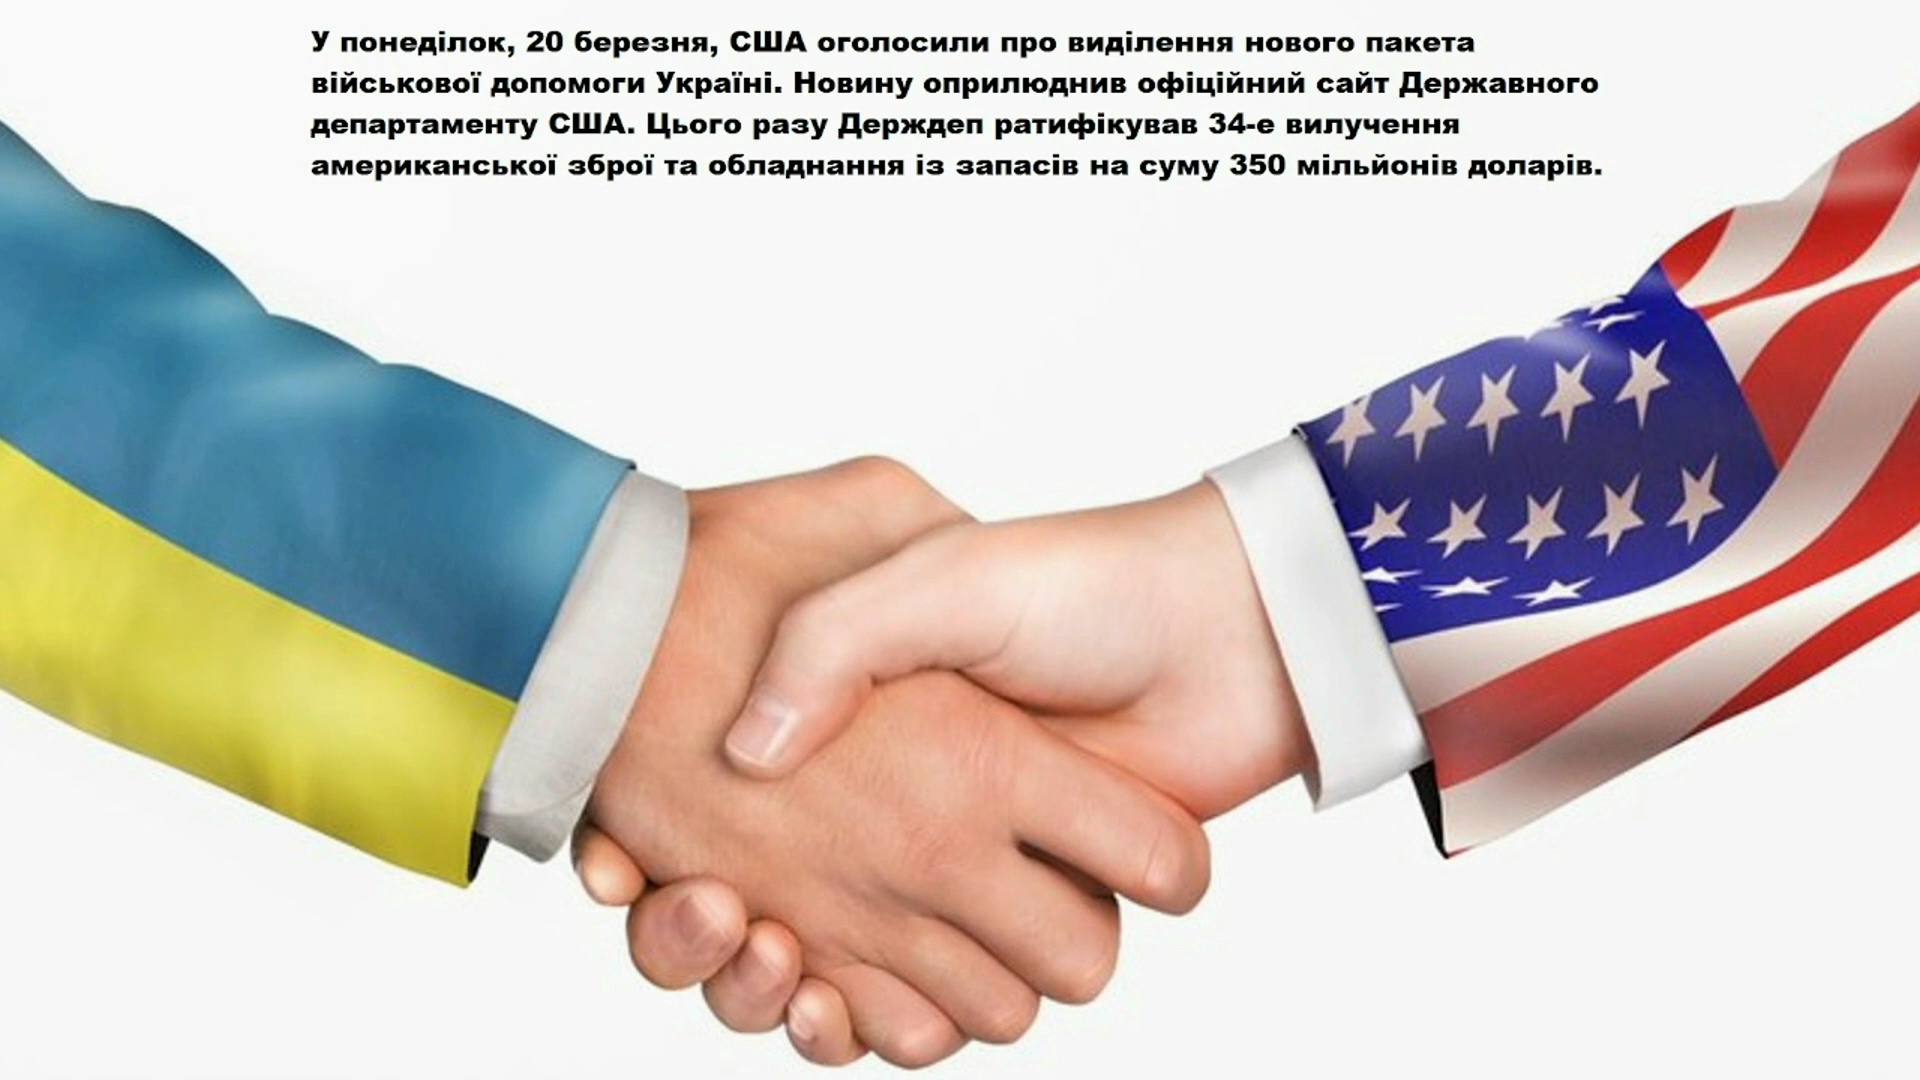 У понеділок, 20 березня, США оголосили про виділення нового пакета
військової допомоги Україні. Новину оприлюднив офіційний сайт Державного
департаменту США. Цього разу Держдеп ратифікував 34-е вилучення
американської зброї та обладнання із запасів на суму 350 мільйонів доларів.